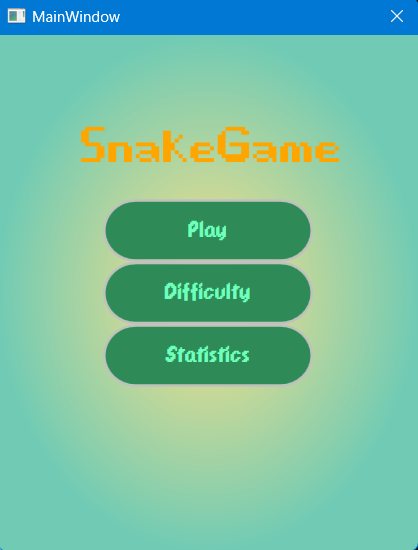 MainWindow
SnakeGame
Play
Difficulty
Statistics